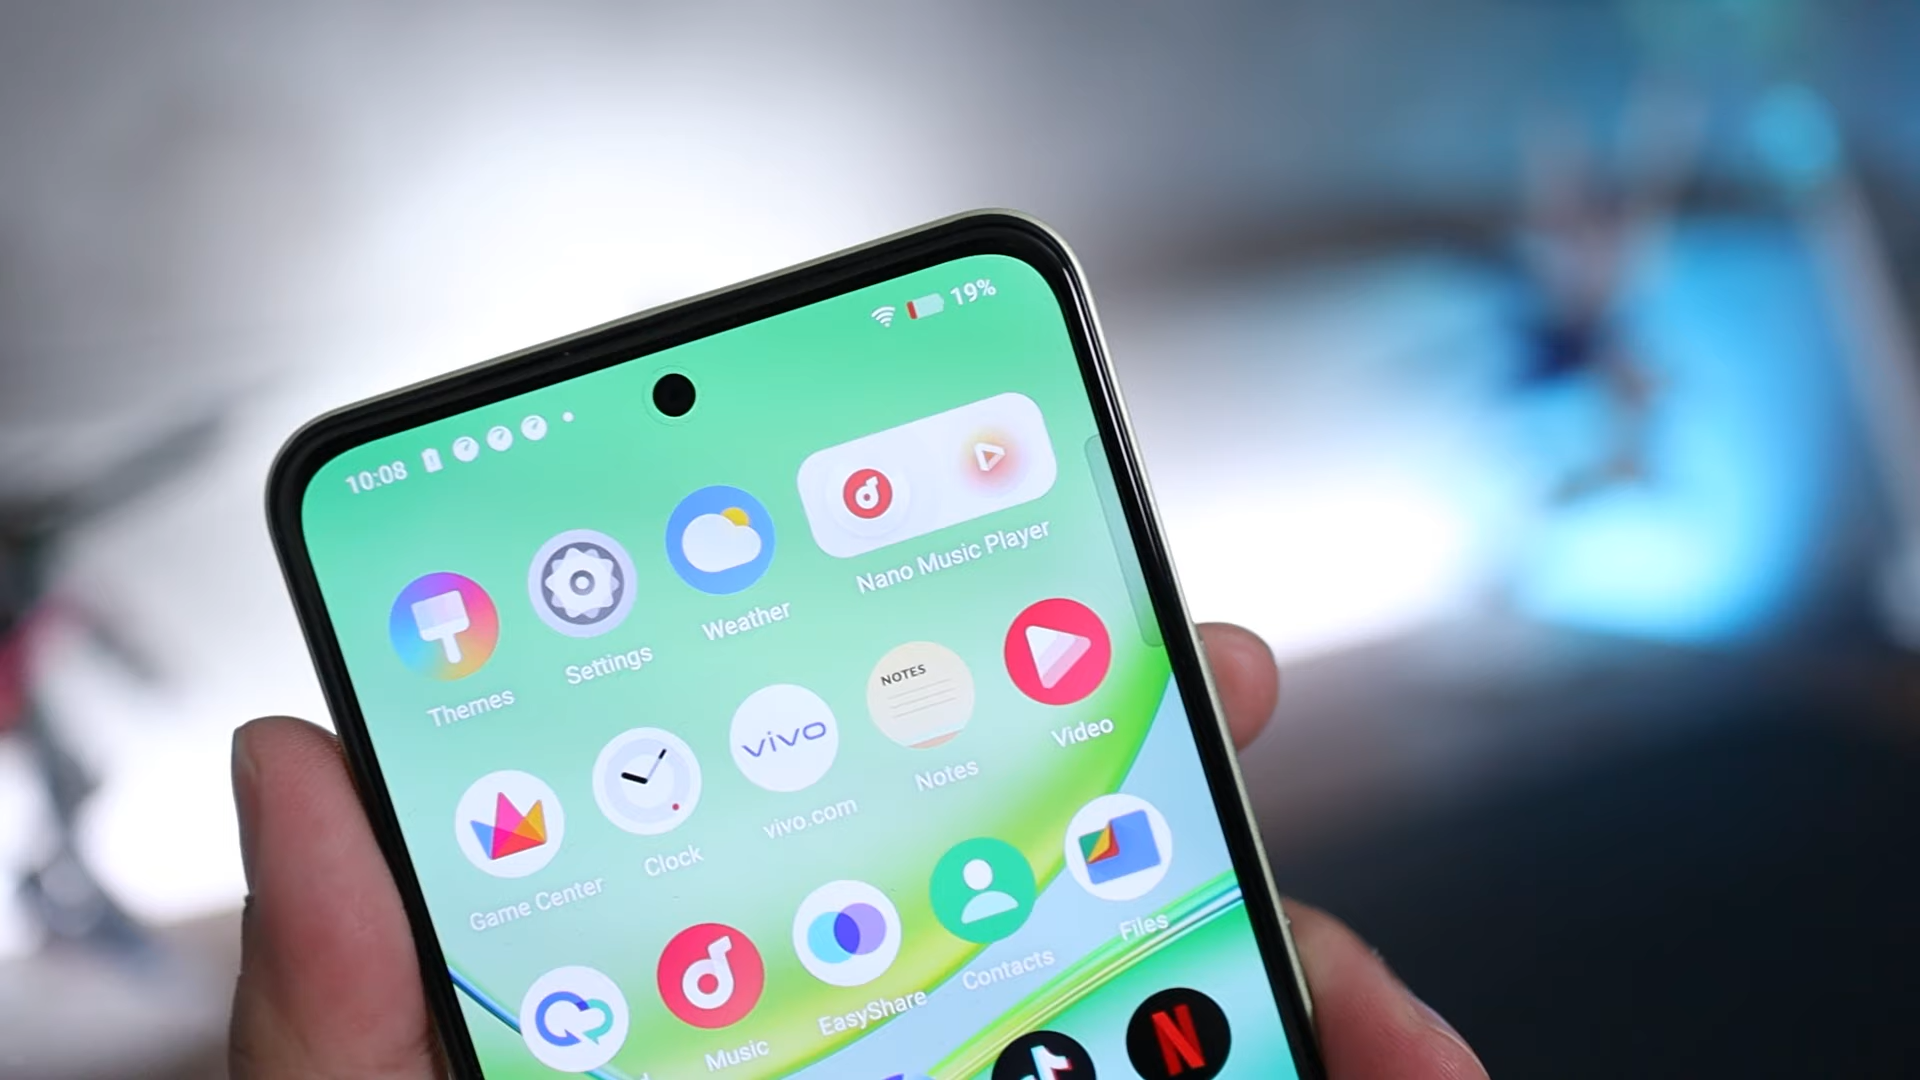 10:08
19%
Nano Music Player
Themes
Settings
Weather
NOTES
vivo
Game Center
Clock
vivo.com
Notes
Video
Music
EasyShare
Contacts
Files